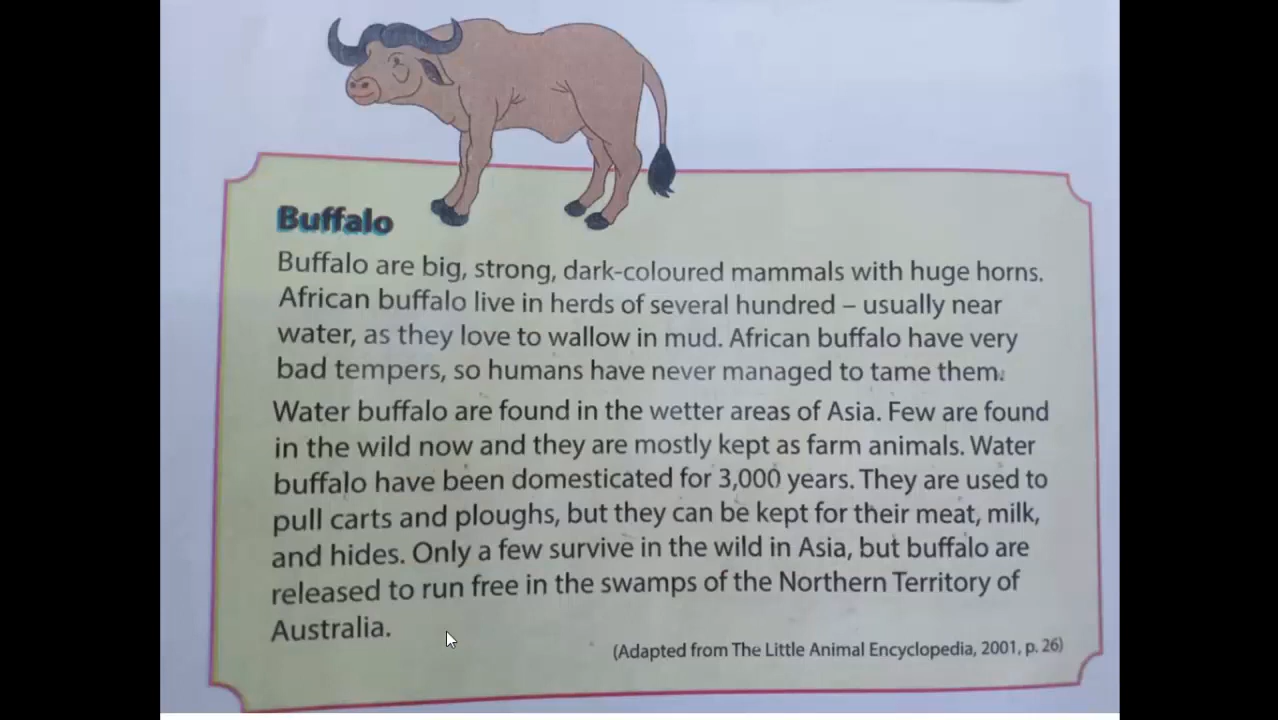 Buffalo
Buffalo are big, strong, dark-coloured mammals with huge horns.
African buffalo live in herds of several hundred – usually near
water, as they love to wallow in mud. African buffalo have very
bad tempers, so humans have never managed to tame them.
Water buffalo are found in the wetter areas of Asia. Few are found
in the wild now and they are mostly kept as farm animals. Water
buffalo have been domesticated for 3,000 years. They are used to
pull carts and ploughs, but they can be kept for their meat, milk,
and hides. Only a few survive in the wild in Asia, but buffalo are
released to run free in the swamps of the Northern Territory of
Australia.
(Adapted from The Little Animal Encyclopedia, 2001, p. 26)